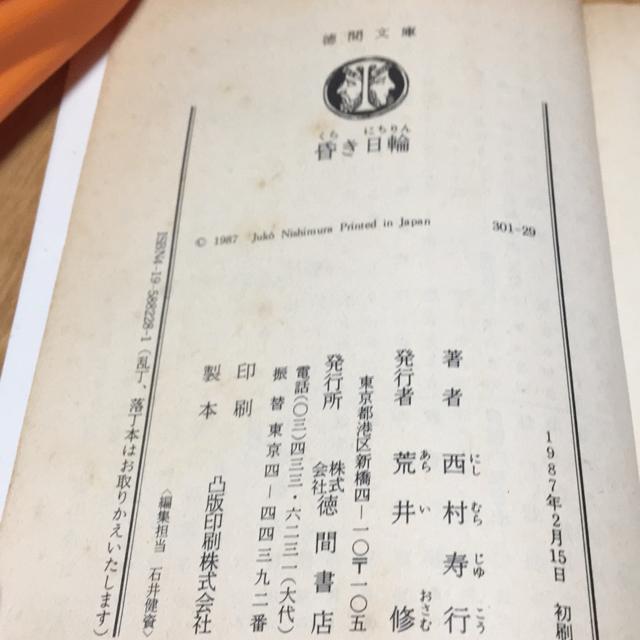 徳間文庫
くら にちりん
昏き日輪
© 1987 Jukô Nishimura Printed in Japan
301-29
1987年2月15日 初刷
著者 西村寿行
にし むら じゅ こう
発行者 荒井修
あら い おさむ
東京都港区新橋四―一〇〒一〇五
発行所 株式会社徳間書店
電話(〇三)四三三・六二三一(大代)
振替 東京四―四四三九二番
印刷
製本 凸版印刷株式会社
〈編集担当 石井健資〉
(乱丁、落丁本はお取りかえいたします)